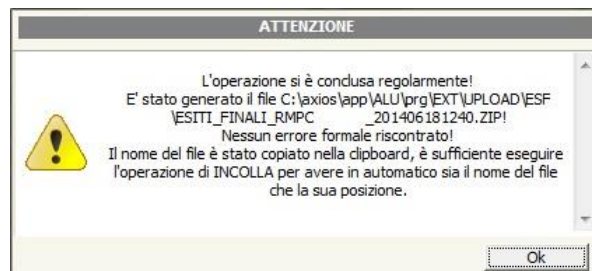 ATTENZIONE
L'operazione si è conclusa regolarmente!
E' stato generato il file C:\axios\app\ALU\prg\EXT\UPLOAD\ESF
\ESITI_FINALI_RMPC _201406181240.ZIP!
Nessun errore formale riscontrato!
Il nome del file è stato copiato nella clipboard, è sufficiente eseguire
l'operazione di INCOLLA per avere in automatico sia il nome del file
che la sua posizione.
Ok